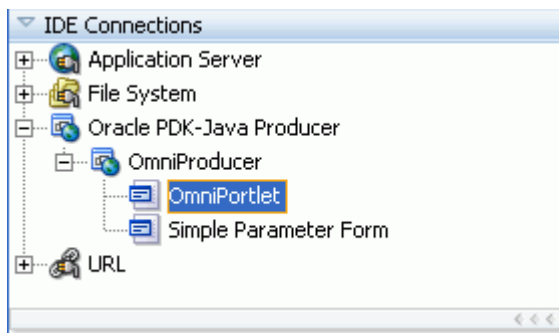 IDE Connections
Application Server
File System
Oracle PDK-Java Producer
OmniProducer
OmniPortlet
Simple Parameter Form
URL